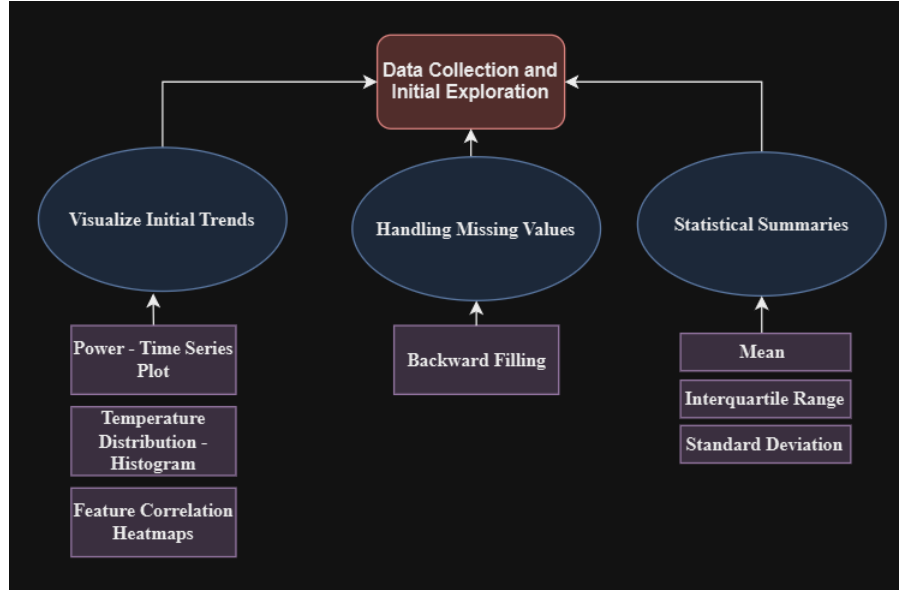 Data Collection and
Initial Exploration
Visualize Initial Trends
Handling Missing Values
Statistical Summaries
Power - Time Series
Plot
Temperature
Distribution -
Histogram
Feature Correlation
Heatmaps
Backward Filling
Mean
Interquartile Range
Standard Deviation